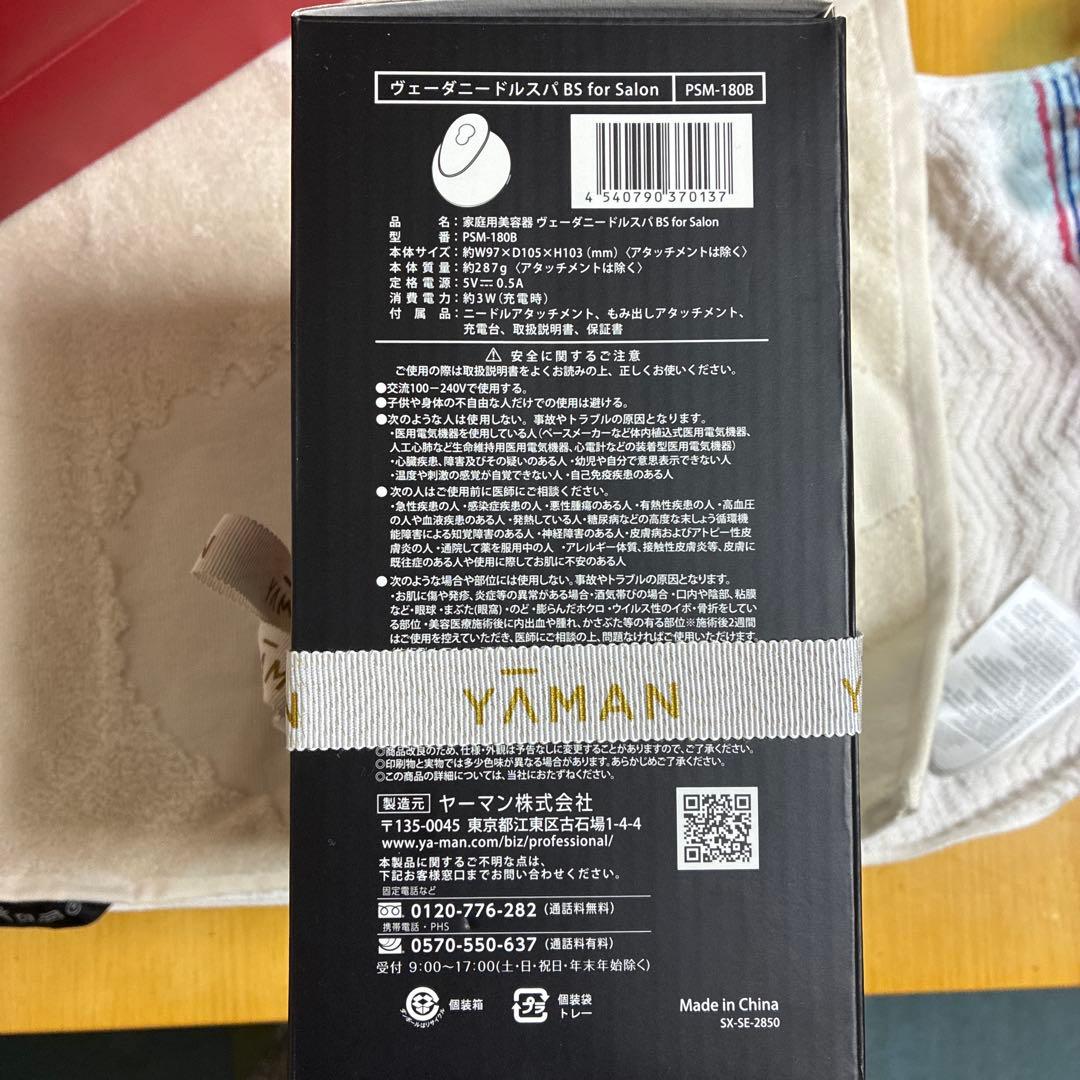 ヴェーダニードルスパ BS for Salon PSM-180B
4 540790 370137
品名：家庭用美容器 ヴェーダニードルスパ BS for Salon
型番：PSM-180B
本体サイズ：約W97×D105×H103（mm）〈アタッチメントは除く〉
本体質量：約287g〈アタッチメントは除く〉
定格電源：5V⎓0.5A
消費電力：約3W（充電時）
付属品：ニードルアタッチメント、もみ出しアタッチメント、
充電台、取扱説明書、保証書
⚠ 安全に関するご注意
ご使用の際は取扱説明書をよくお読みの上、正しくお使いください。
●交流100－240Vで使用する。
●子供や身体の不自由な人だけでの使用は避ける。
●次のような人は使用しない。事故やトラブルの原因となります。
・医用電気機器を使用している人（ペースメーカーなど体内植込式医用電気機器、
人工心肺など生命維持用医用電気機器、心電計などの装着型医用電気機器）
・心臓疾患、障害及びその疑いのある人・幼児や自分で意思表示できない人
・温度や刺激の感覚が自覚できない人・自己免疫疾患のある人
●次の人はご使用前に医師にご相談ください。
・急性疾患の人・感染症疾患の人・悪性腫瘍のある人・有熱性疾患の人・高血圧
の人や血液疾患のある人・発熱している人・糖尿病などの高度な末しょう循環機
能障害による知覚障害のある人・神経障害のある人・皮膚病およびアトピー性皮
膚炎の人・通院して薬を服用中の人・アレルギー体質、接触性皮膚炎等、皮膚に
既往症のある人や使用に際してお肌に不安のある人
●次のような場合や部位には使用しない。事故やトラブルの原因となります。
・お肌に傷や発疹、炎症等の異常がある場合・酒気帯びの場合・口内や陰部、粘膜
など・眼球・まぶた（眼窩）・のど・膨らんだホクロ・ウイルス性のイボ・骨折をしてい
る部位・美容医療施術後に内出血や腫れ、かさぶた等の有る部位※施術後2週間
はご使用を控えていただき、医師にご相談の上、問題なければご使用いただけます。
YAMAN
◎商品改良のため、仕様・外観は予告なしに変更することがありますので、ご了承ください。
◎印刷物と実物では多少色味が異なる場合があります。あらかじめご了承ください。
◎この商品の詳細については、当社におたずねください。
製造元 ヤーマン株式会社
〒135-0045 東京都江東区古石場1-4-4
www.ya-man.com/biz/professional/
本製品に関するご不明な点は、
下記お客様窓口までお問い合わせください。
固定電話など
0120-776-282（通話料無料）
携帯電話・PHS
0570-550-637（通話料有料）
受付 9:00～17:00（土・日・祝日・年末年始除く）
ダンボールはリサイクル 個装箱
プラ 個装袋
トレー
Made in China
SX-SE-2850